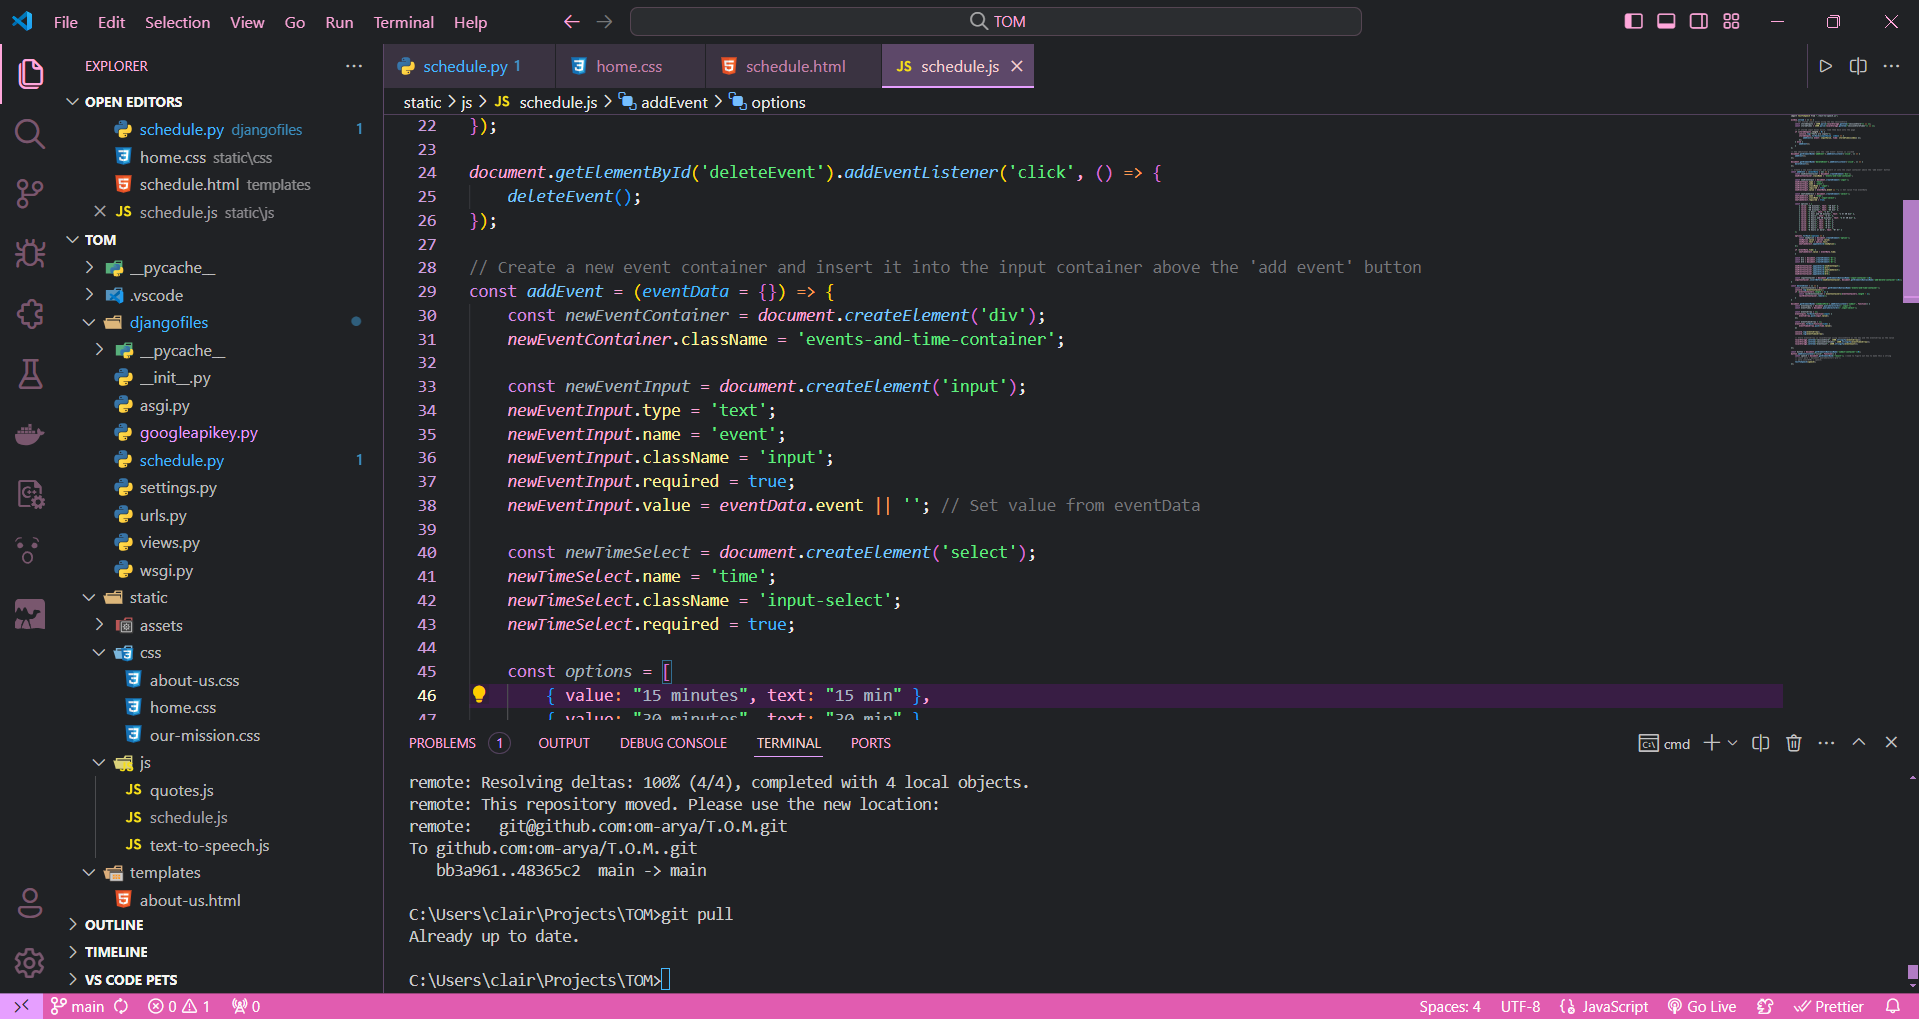 File Edit Selection View Go Run Terminal Help
TOM
EXPLORER
OPEN EDITORS
schedule.py djangofiles 1
home.css static\css
schedule.html templates
JS schedule.js static\js
TOM
__pycache__
.vscode
djangofiles
__pycache__
__init__.py
asgi.py
googleapikey.py
schedule.py 1
settings.py
urls.py
views.py
wsgi.py
static
assets
css
about-us.css
home.css
our-mission.css
js
JS quotes.js
JS schedule.js
JS text-to-speech.js
templates
about-us.html
OUTLINE
TIMELINE
VS CODE PETS
schedule.py 1 home.css schedule.html JS schedule.js
static > js > JS schedule.js > addEvent > options
22 });
23
24 document.getElementById('deleteEvent').addEventListener('click', () => {
25 deleteEvent();
26 });
27
28 // Create a new event container and insert it into the input container above the 'add event' button
29 const addEvent = (eventData = {}) => {
30 const newEventContainer = document.createElement('div');
31 newEventContainer.className = 'events-and-time-container';
32
33 const newEventInput = document.createElement('input');
34 newEventInput.type = 'text';
35 newEventInput.name = 'event';
36 newEventInput.className = 'input';
37 newEventInput.required = true;
38 newEventInput.value = eventData.event || ''; // Set value from eventData
39
40 const newTimeSelect = document.createElement('select');
41 newTimeSelect.name = 'time';
42 newTimeSelect.className = 'input-select';
43 newTimeSelect.required = true;
44
45 const options = [
46 { value: "15 minutes", text: "15 min" },
47 { value: "30 minutes", text: "30 min" }
PROBLEMS 1 OUTPUT DEBUG CONSOLE TERMINAL PORTS
cmd
remote: Resolving deltas: 100% (4/4), completed with 4 local objects.
remote: This repository moved. Please use the new location:
remote: git@github.com:om-arya/T.O.M.git
To github.com:om-arya/T.O.M..git
bb3a961..48365c2 main -> main
C:\Users\clair\Projects\TOM>git pull
Already up to date.
C:\Users\clair\Projects\TOM>
main 0 1 0
Spaces: 4 UTF-8 JavaScript Go Live Prettier